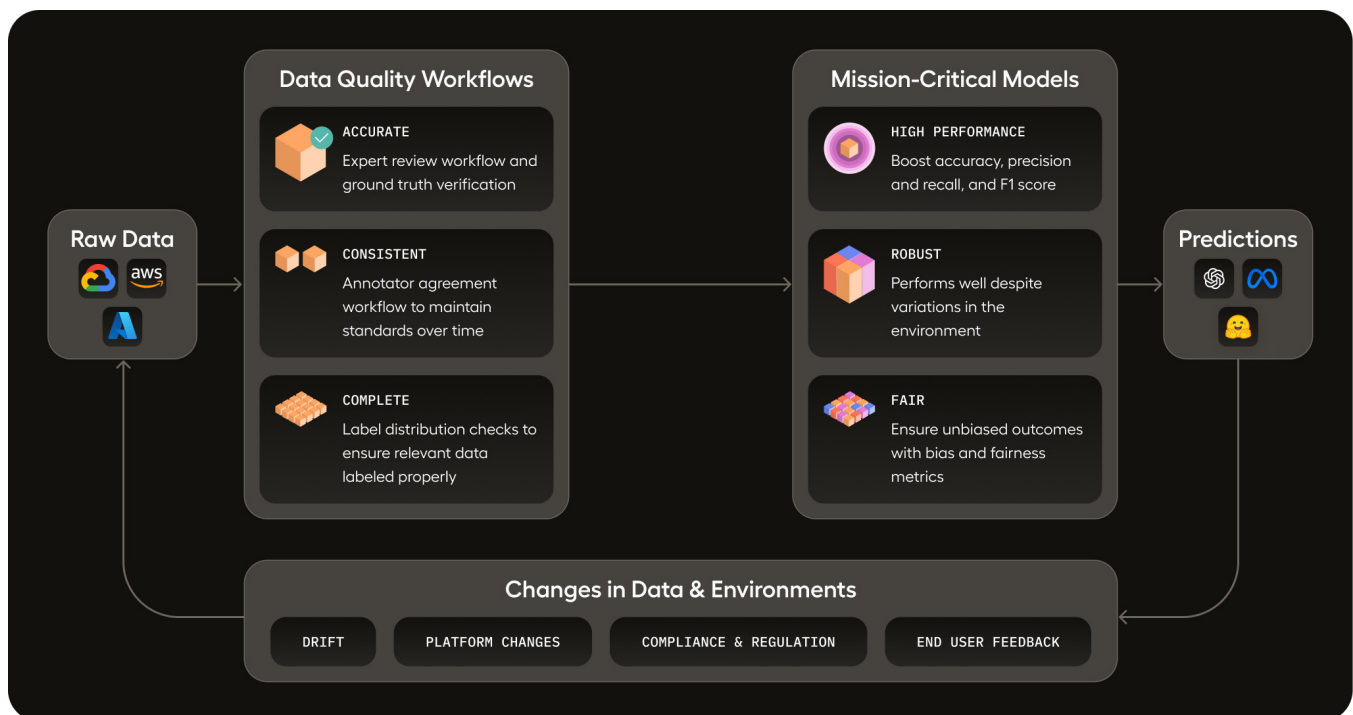 Data Quality Workflows
ACCURATE
Expert review workflow and
ground truth verification
CONSISTENT
Annotator agreement
workflow to maintain
standards over time
COMPLETE
Label distribution checks to
ensure relevant data
labeled properly
Mission-Critical Models
HIGH PERFORMANCE
Boost accuracy, precision
and recall, and F1 score
ROBUST
Performs well despite
variations in the
environment
FAIR
Ensure unbiased outcomes
with bias and fairness
metrics
Raw Data
aws
Predictions
Changes in Data & Environments
DRIFT
PLATFORM CHANGES
COMPLIANCE & REGULATION
END USER FEEDBACK